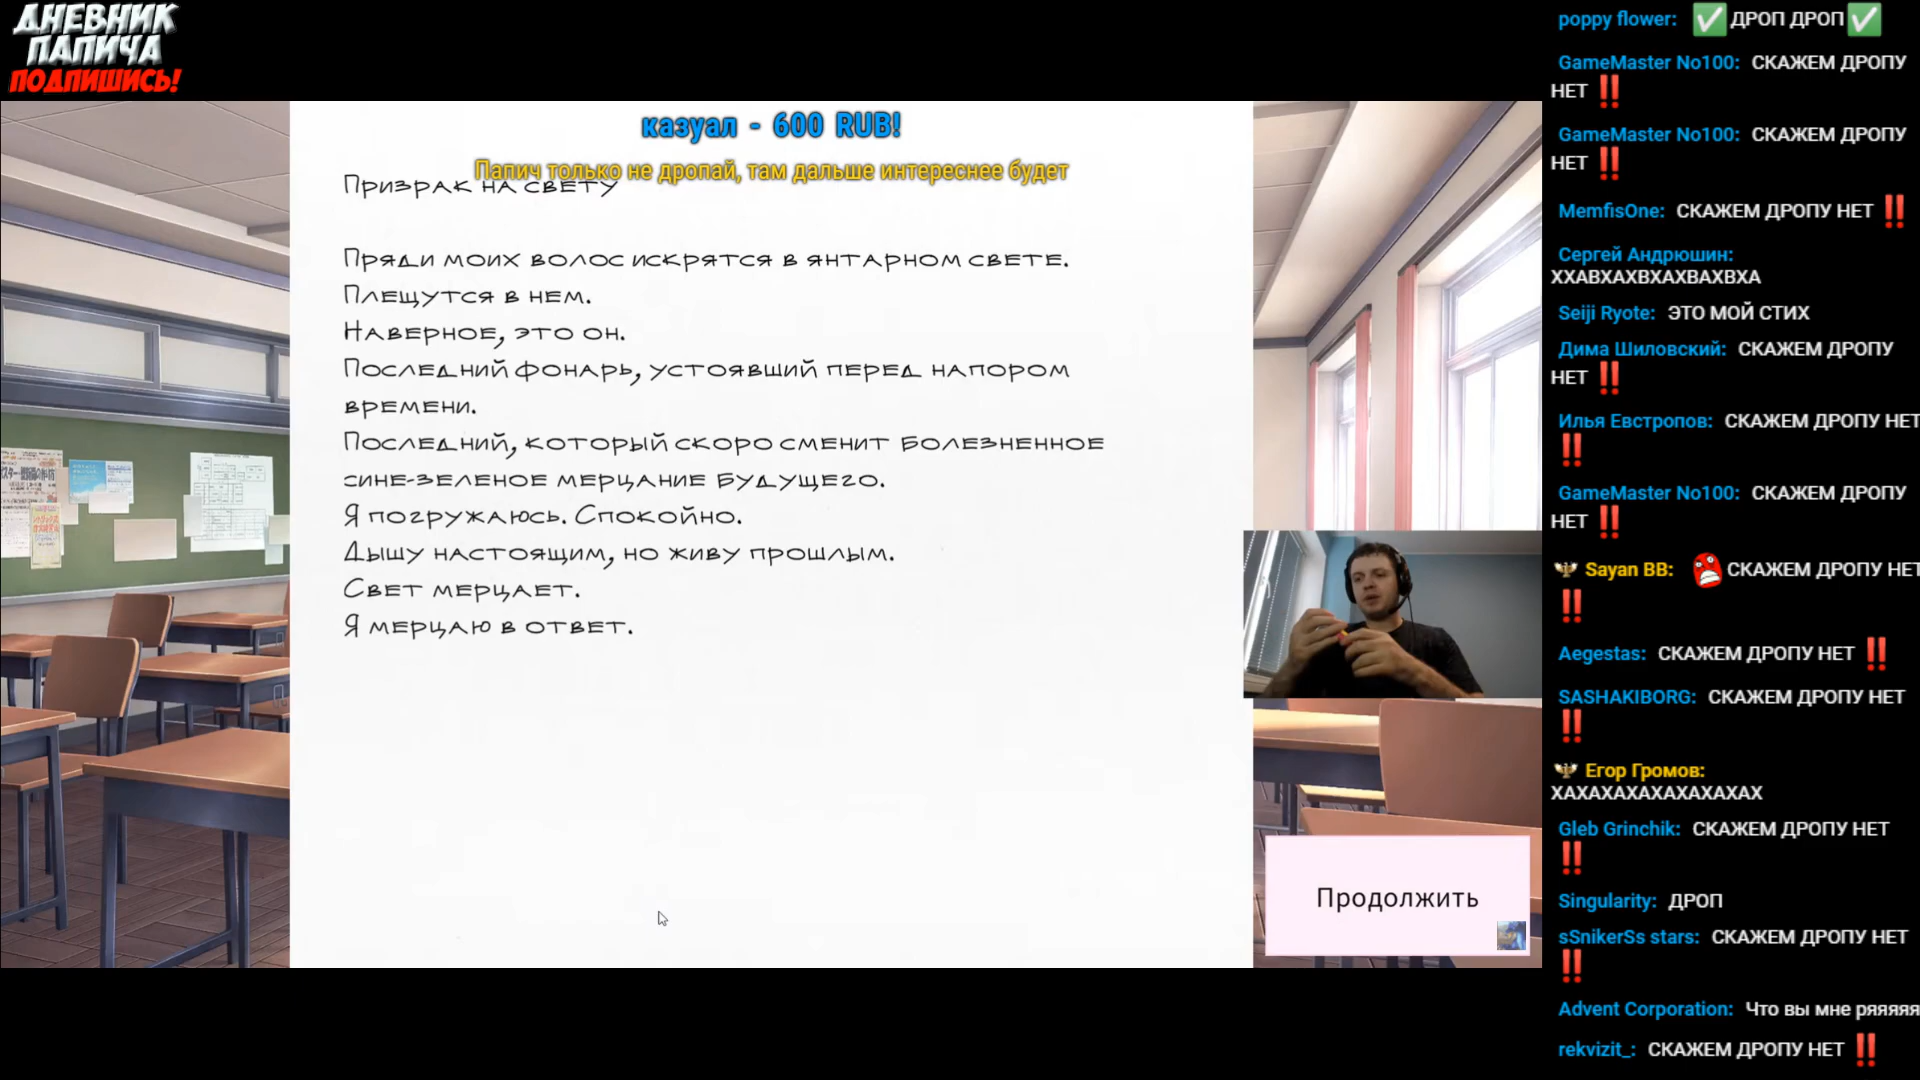 ДНЕВНИК
ПАПИЧА
ПОДПИШИСЬ!
казуал - 600 RUB!
Папич только не дропай, там дальше интереснее будет
Призрак на свету
Пряди моих волос искрятся в янтарном свете.
Плещутся в нем.
Наверное, это он.
Последний фонарь, устоявший перед напором
времени.
Последний, который скоро сменит болезненное
сине-зеленое мерцание будущего.
Я погружаюсь. Спокойно.
Дышу настоящим, но живу прошлым.
Свет мерцает.
Я мерцаю в ответ.
Продолжить
poppy flower: ✅ ДРОП ДРОП ✅
GameMaster No100: СКАЖЕМ ДРОПУ
НЕТ ‼
GameMaster No100: СКАЖЕМ ДРОПУ
НЕТ ‼
MemfisOne: СКАЖЕМ ДРОПУ НЕТ ‼
Сергей Андрюшин:
ХХАВХАХВХАХВАХВХА
Seiji Ryote: ЭТО МОЙ СТИХ
Дима Шиловский: СКАЖЕМ ДРОПУ
НЕТ ‼
Илья Евстропов: СКАЖЕМ ДРОПУ НЕТ
‼
GameMaster No100: СКАЖЕМ ДРОПУ
НЕТ ‼
Sayan BB: СКАЖЕМ ДРОПУ НЕТ
‼
Aegestas: СКАЖЕМ ДРОПУ НЕТ ‼
SASHAKIBORG: СКАЖЕМ ДРОПУ НЕТ
‼
Егор Громов:
ХАХАХАХАХАХАХАХАХ
Gleb Grinchik: СКАЖЕМ ДРОПУ НЕТ
‼
Singularity: ДРОП
sSnikerSs stars: СКАЖЕМ ДРОПУ НЕТ
‼
Advent Corporation: Что вы мне ряяяяя
rekvizit_: СКАЖЕМ ДРОПУ НЕТ ‼